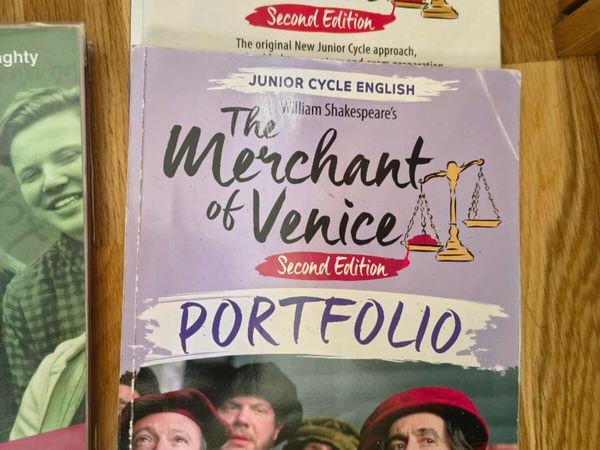 Second Edition
The original New Junior Cycle approach,
ghty
JUNIOR CYCLE ENGLISH
William Shakespeare's
The
Merchant
of Venice
Second Edition
PORTFOLIO